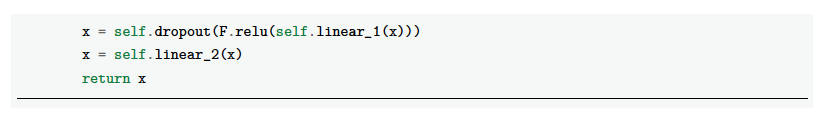 x = self.dropout(F.relu(self.linear_1(x)))
x = self.linear_2(x)
return x